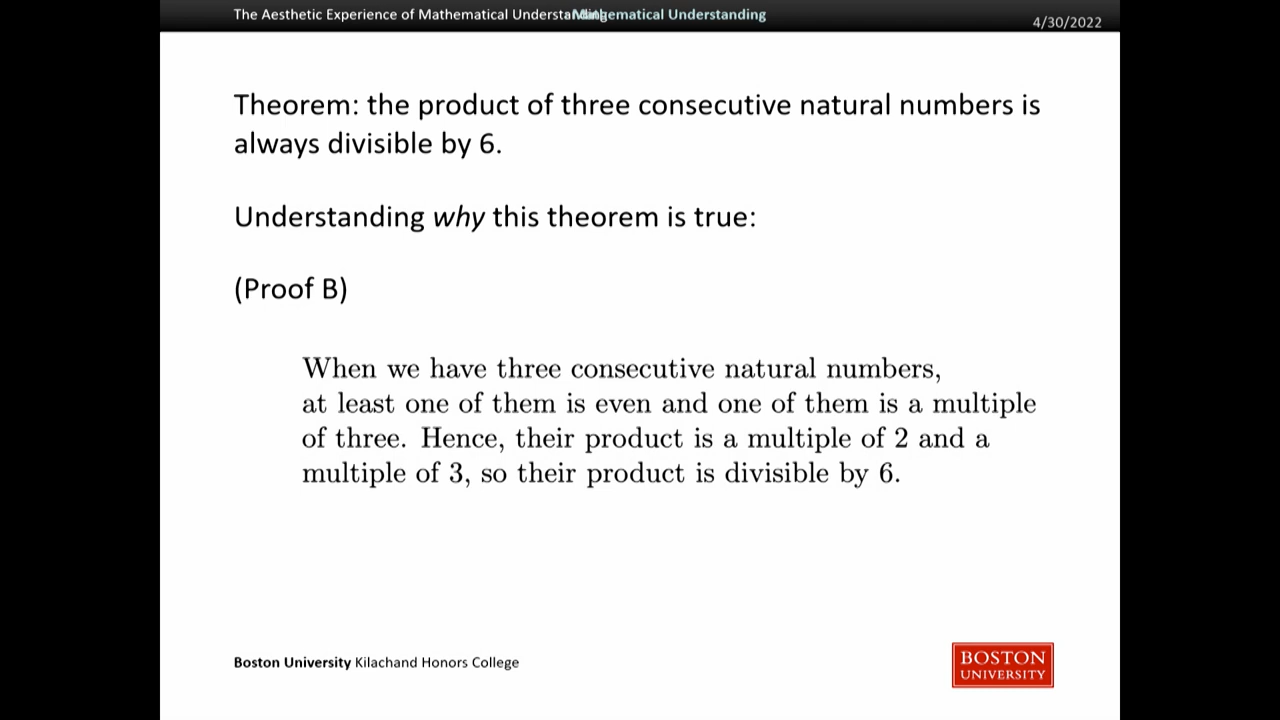 The Aesthetic Experience of Mathematical Understanding
Mathematical Understanding
4/30/2022
Theorem: the product of three consecutive natural numbers is
always divisible by 6.
Understanding why this theorem is true:
(Proof B)
When we have three consecutive natural numbers,
at least one of them is even and one of them is a multiple
of three. Hence, their product is a multiple of 2 and a
multiple of 3, so their product is divisible by 6.
Boston University Kilachand Honors College
BOSTON
UNIVERSITY